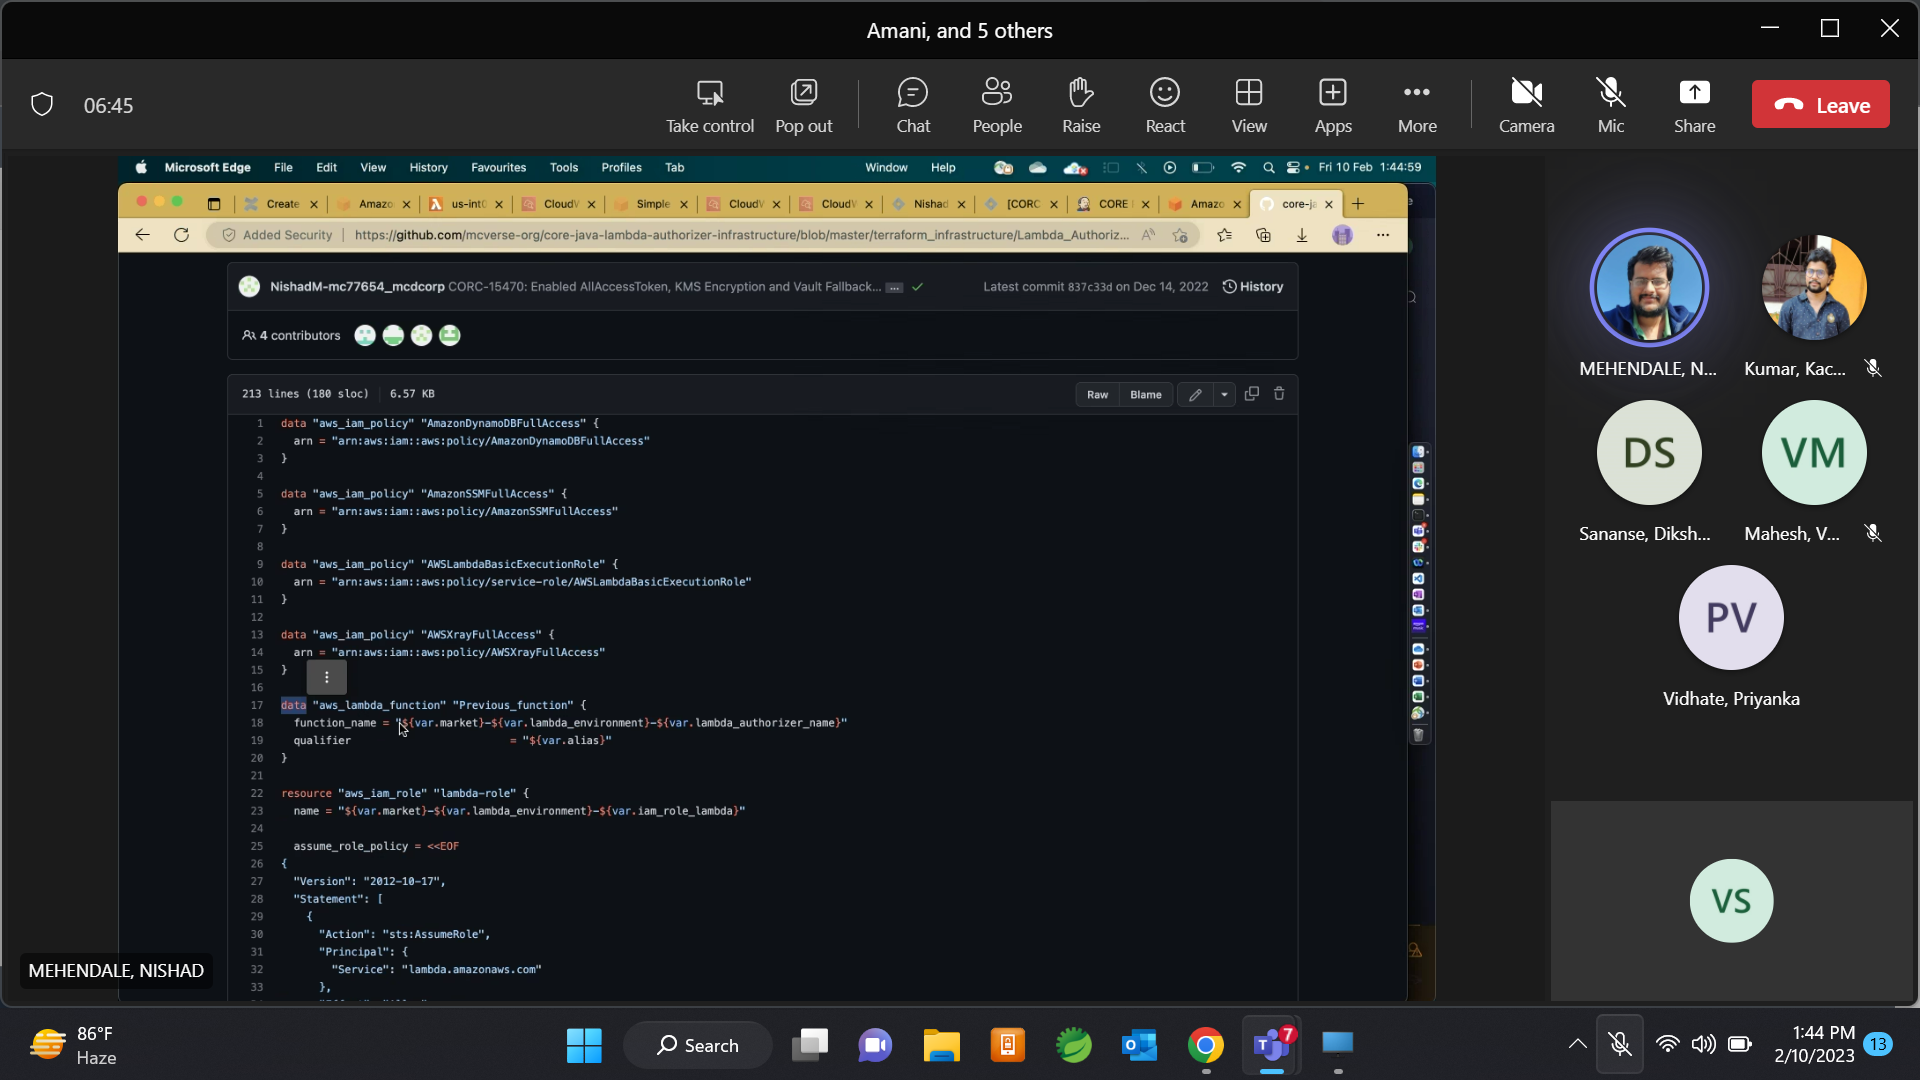 Amani, and 5 others
06:45
Take control
Pop out
Chat
People
Raise
React
View
Apps
More
Camera
Mic
Share
Leave
Microsoft Edge File Edit View History Favourites Tools Profiles Tab Window Help Fri 10 Feb 1:44:59
Create
Amazo
us-int
CloudV
Simple
CloudV
CloudV
Nishad
[CORC
CORE
Amazo
core-ja
Added Security https://github.com/mcverse-org/core-java-lambda-authorizer-infrastructure/blob/master/terraform_infrastructure/Lambda_Authoriz...
NishadM-mc77654_mcdcorp CORC-15470: Enabled AllAccessToken, KMS Encryption and Vault Fallback... ... Latest commit 837c33d on Dec 14, 2022 History
4 contributors
213 lines (180 sloc) 6.57 KB Raw Blame
1 data "aws_iam_policy" "AmazonDynamoDBFullAccess" {
2 arn = "arn:aws:iam::aws:policy/AmazonDynamoDBFullAccess"
3 }
4
5 data "aws_iam_policy" "AmazonSSMFullAccess" {
6 arn = "arn:aws:iam::aws:policy/AmazonSSMFullAccess"
7 }
8
9 data "aws_iam_policy" "AWSLambdaBasicExecutionRole" {
10 arn = "arn:aws:iam::aws:policy/service-role/AWSLambdaBasicExecutionRole"
11 }
12
13 data "aws_iam_policy" "AWSXrayFullAccess" {
14 arn = "arn:aws:iam::aws:policy/AWSXrayFullAccess"
15 }
16
17 data "aws_lambda_function" "Previous_function" {
18 function_name = "${var.market}-${var.lambda_environment}-${var.lambda_authorizer_name}"
19 qualifier = "${var.alias}"
20 }
21
22 resource "aws_iam_role" "lambda-role" {
23 name = "${var.market}-${var.lambda_environment}-${var.iam_role_lambda}"
24
25 assume_role_policy = <<EOF
26 {
27 "Version": "2012-10-17",
28 "Statement": [
29 {
30 "Action": "sts:AssumeRole",
31 "Principal": {
32 "Service": "lambda.amazonaws.com"
33 },
MEHENDALE, NISHAD
MEHENDALE, N...
Kumar, Kac...
DS
Sananse, Diksh...
VM
Mahesh, V...
PV
Vidhate, Priyanka
VS
86°F
Haze
Search
7
1:44 PM
2/10/2023
13